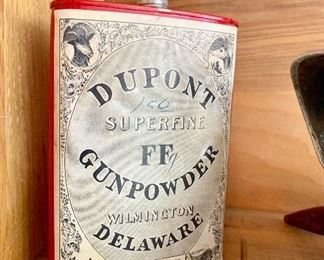 DUPONT
150
SUPERFINE
FFg
GUNPOWDER
WILMINGTON
DELAWARE